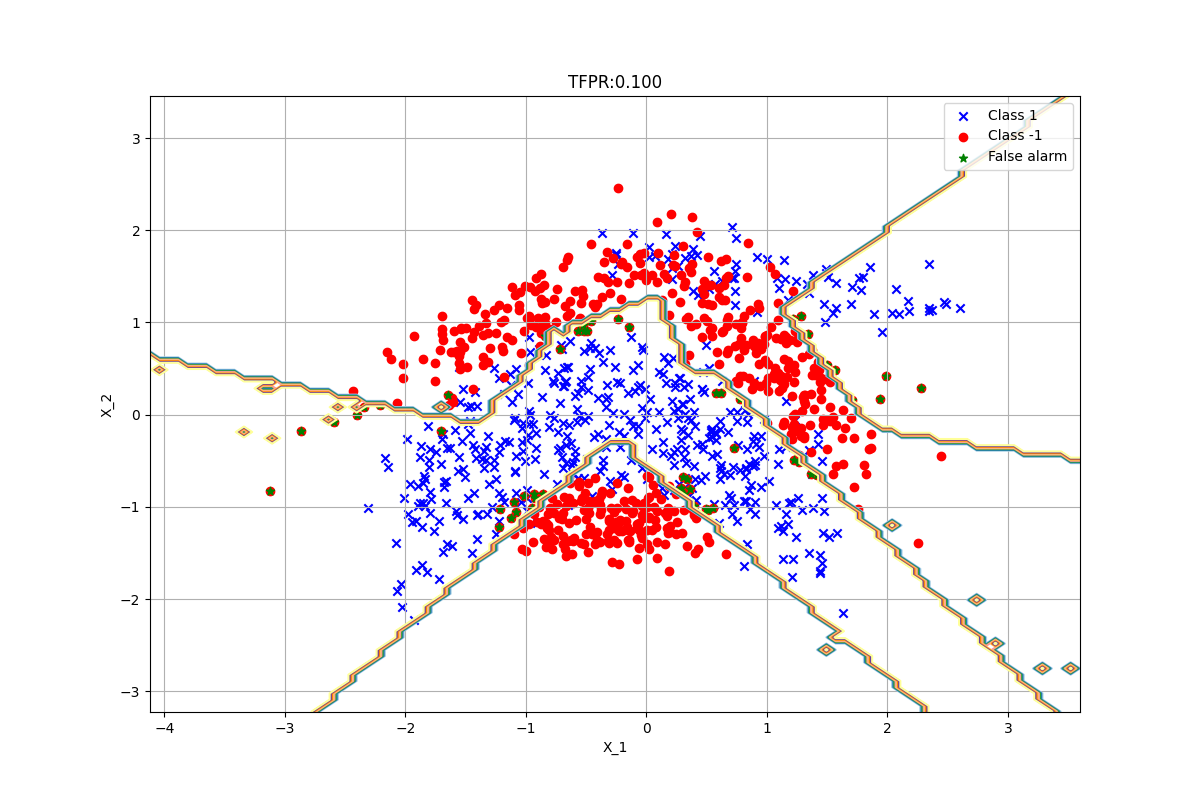 TFPR:0.100
Class 1
Class -1
False alarm
3
2
1
0
−1
−2
−3
X_2
−4 −3 −2 −1 0 1 2 3
X_1